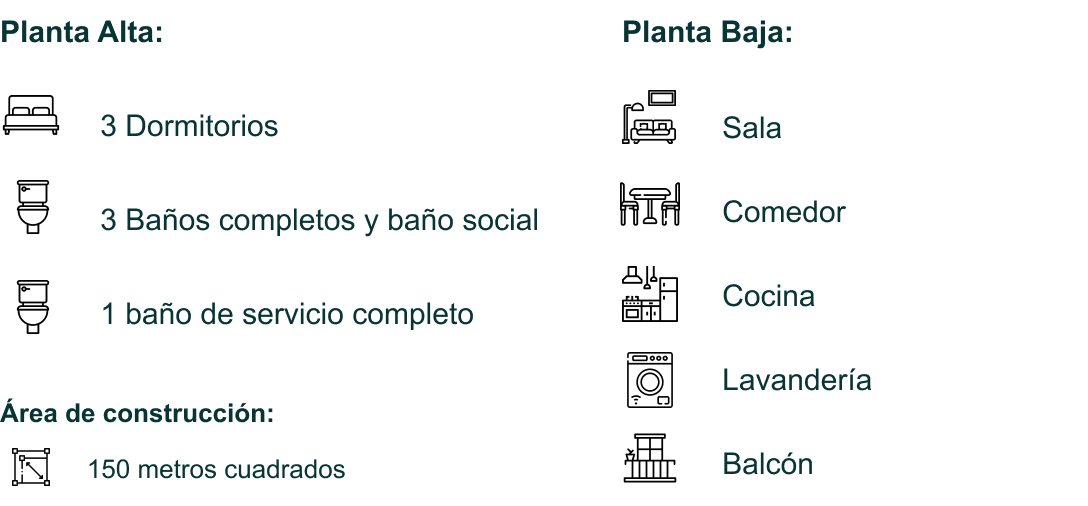 Planta Alta:
3 Dormitorios
3 Baños completos y baño social
1 baño de servicio completo
Área de construcción:
150 metros cuadrados
Planta Baja:
Sala
Comedor
Cocina
Lavandería
Balcón